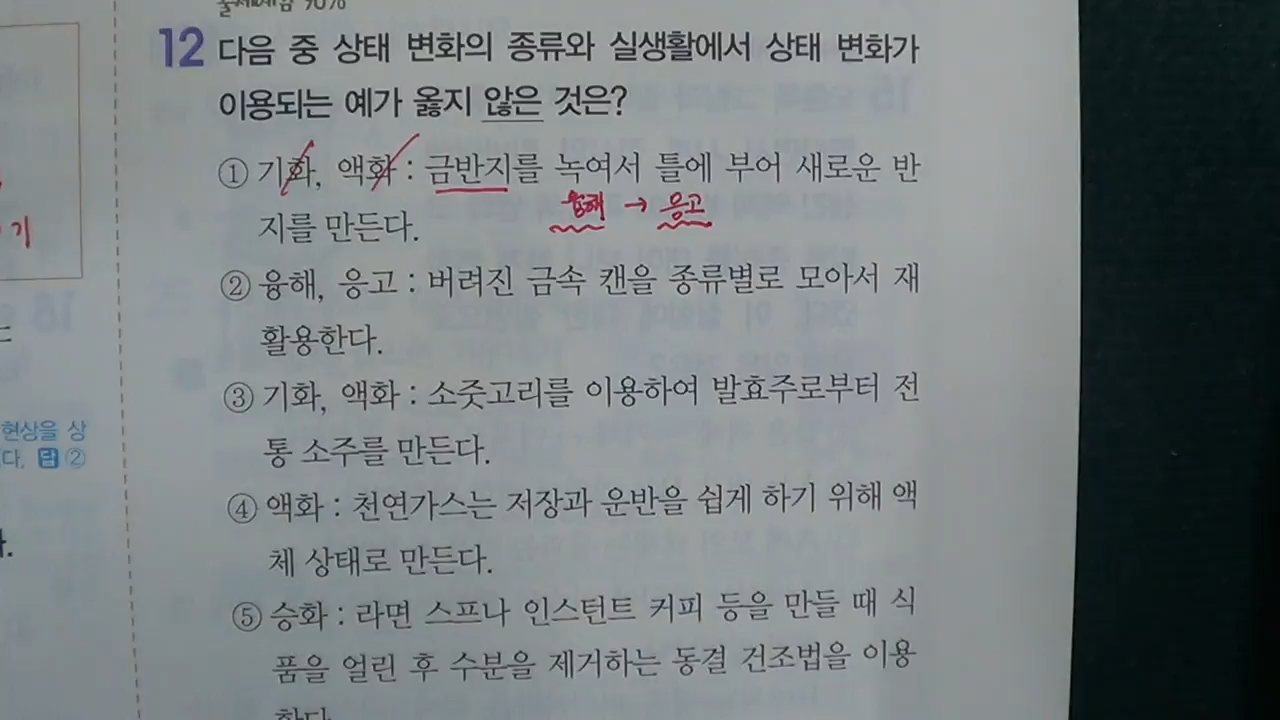 12 다음 중 상태 변화의 종류와 실생활에서 상태 변화가
이용되는 예가 옳지 않은 것은?
① 기화, 액화 : 금반지를 녹여서 틀에 부어 새로운 반
융해 → 응고
지를 만든다.
② 융해, 응고 : 버려진 금속 캔을 종류별로 모아서 재
활용한다.
③ 기화, 액화 : 소줏고리를 이용하여 발효주로부터 전
통 소주를 만든다.
④ 액화 : 천연가스는 저장과 운반을 쉽게 하기 위해 액
체 상태로 만든다.
⑤ 승화 : 라면 스프나 인스턴트 커피 등을 만들 때 식
품을 얼린 후 수분을 제거하는 동결 건조법을 이용
한다
기
현상을 상
다. 답 ②